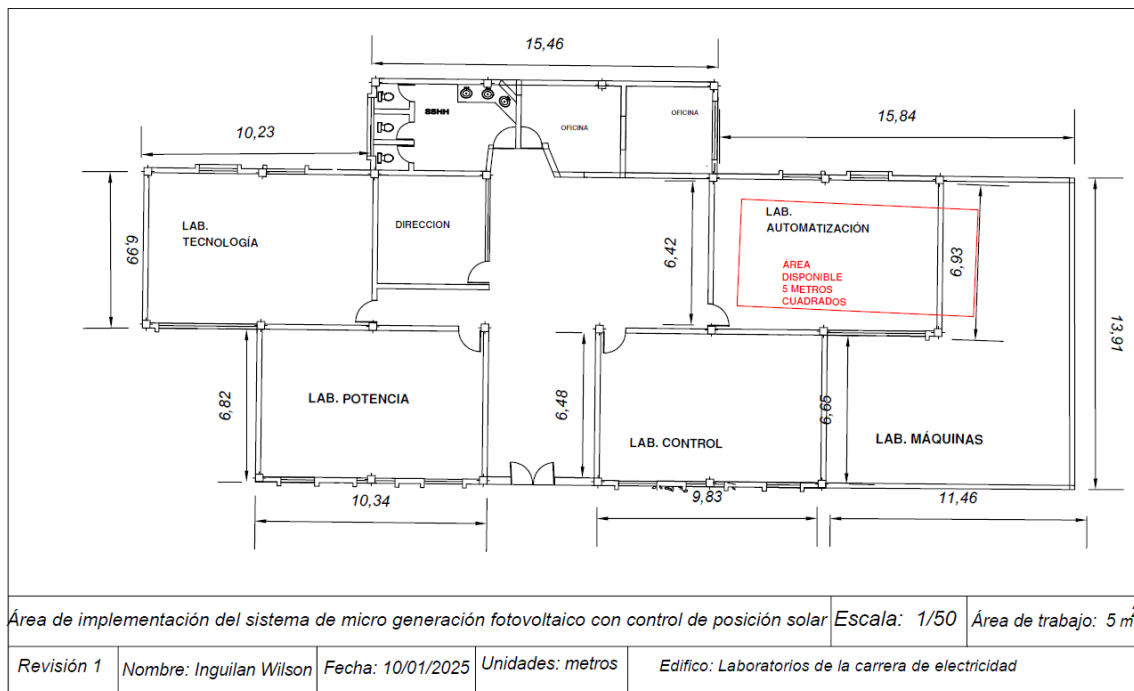 15,46
10,23
15,84
SSHH
OFICINA
OFICINA
LAB.
TECNOLOGÍA
DIRECCION
LAB.
AUTOMATIZACIÓN
ÁREA
DISPONIBLE
5 METROS
CUADRADOS
6,99
6,42
6,93
13,91
6,82
LAB. POTENCIA
6,48
LAB. CONTROL
6,65
LAB. MÁQUINAS
10,34
9,83
11,46
Área de implementación del sistema de micro generación fotovoltaico con control de posición solar
Escala: 1/50
Área de trabajo: 5 m²
Revisión 1
Nombre: Inguilan Wilson
Fecha: 10/01/2025
Unidades: metros
Edifico: Laboratorios de la carrera de electricidad